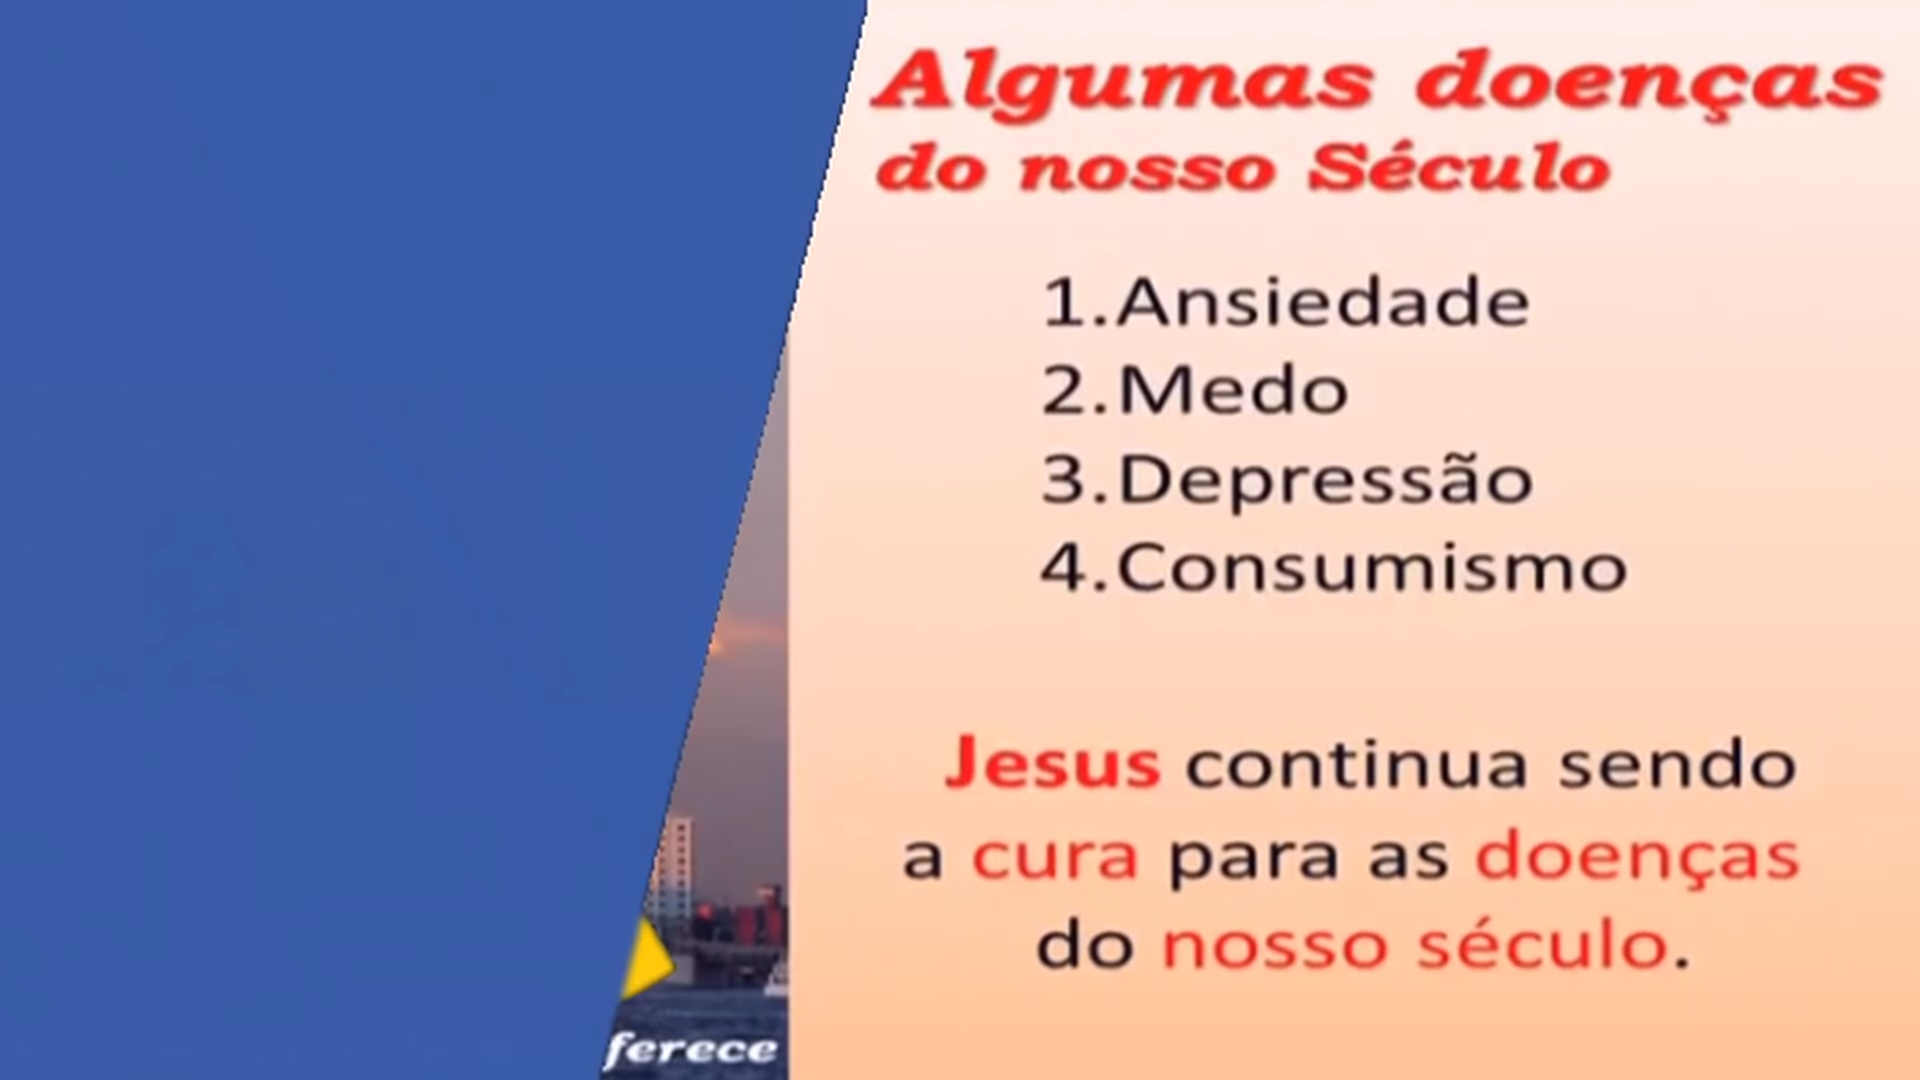 Algumas doenças
do nosso Século
1.Ansiedade
2.Medo
3.Depressão
4.Consumismo
Jesus continua sendo
a cura para as doenças
do nosso século.
ferece